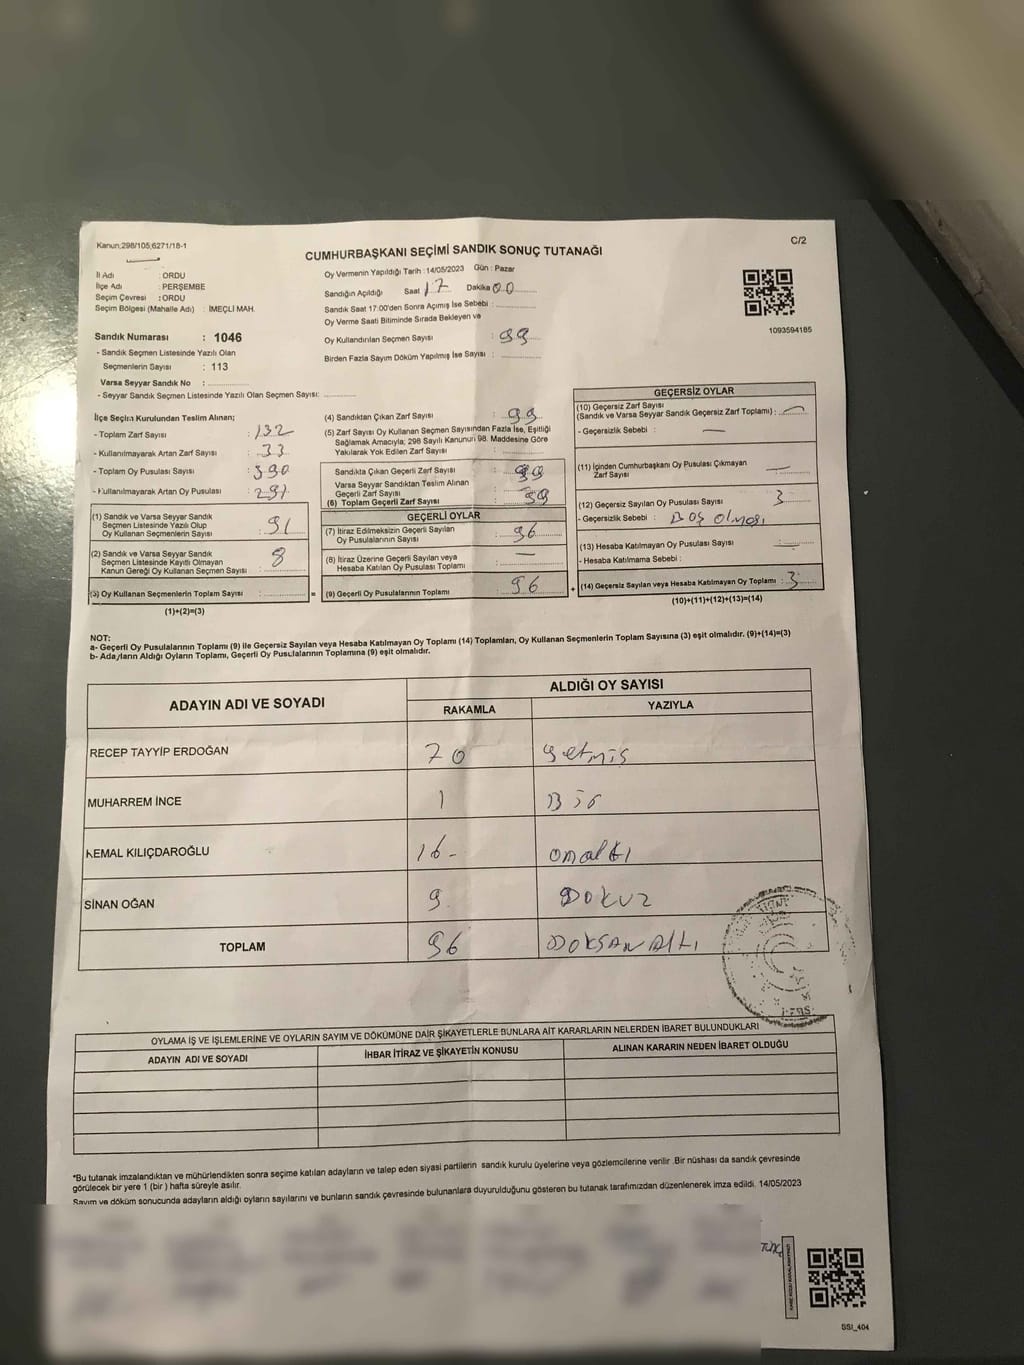 Kanun:298/105;6271/18-1
C/2
CUMHURBAŞKANI SEÇİMİ SANDIK SONUÇ TUTANAĞI
İl Adı : ORDU
İlçe Adı : PERŞEMBE
Seçim Çevresi : ORDU
Seçim Bölgesi (Mahalle Adı) : İMEÇLİ MAH.
Sandık Numarası : 1046
- Sandık Seçmen Listesinde Yazılı Olan
Seçmenlerin Sayısı : 113
Varsa Seyyar Sandık No :
- Seyyar Sandık Seçmen Listesinde Yazılı Olan Seçmen Sayısı:
Oy Vermenin Yapıldığı Tarih : 14/05/2023 Gün : Pazar
Sandığın Açıldığı Saat 17 Dakika 00
Sandık Saat 17:00'den Sonra Açımış İse Sebebi :
Oy Verme Saati Bitiminde Sırada Bekleyen ve
Oy Kullandırılan Seçmen Sayısı : 99
Birden Fazla Sayım Döküm Yapılmış İse Sayısı :
1093594185
İlçe Seçim Kurulundan Teslim Alınan;
- Toplam Zarf Sayısı : 132
- Kullanılmayarak Artan Zarf Sayısı : 33
- Toplam Oy Pusulası Sayısı : 390
- Kullanılmayarak Artan Oy Pusulası : 291
(1) Sandık ve Varsa Seyyar Sandık
Seçmen Listesinde Yazılı Olup
Oy Kullanan Seçmenlerin Sayısı : 91
(2) Sandık ve Varsa Seyyar Sandık
Seçmen Listesinde Kayıtlı Olmayan
Kanun Gereği Oy Kullanan Seçmen Sayısı : 8
(3) Oy Kullanan Seçmenlerin Toplam Sayısı :
(1)+(2)=(3)
(4) Sandıktan Çıkan Zarf Sayısı : 99
(5) Zarf Sayısı Oy Kullanan Seçmen Sayısından Fazla İse, Eşitliği
Sağlamak Amacıyla; 298 Sayılı Kanunun 98. Maddesine Göre
Yakılarak Yok Edilen Zarf Sayısı :
Sandıkta Çıkan Geçerli Zarf Sayısı : 99
Varsa Seyyar Sandıktan Teslim Alınan
Geçerli Zarf Sayısı :
(6) Toplam Geçerli Zarf Sayısı : 99
GEÇERLİ OYLAR
(7) İtiraz Edilmeksizin Geçerli Sayılan
Oy Pusulalarının Sayısı : 96
(8) İtiraz Üzerine Geçerli Sayılan veya
Hesaba Katılan Oy Pusulası Toplamı : —
(9) Geçerli Oy Pusulalarının Toplamı : 96
GEÇERSİZ OYLAR
(10) Geçersiz Zarf Sayısı
(Sandık ve Varsa Seyyar Sandık Geçersiz Zarf Toplamı) : —
- Geçersizlik Sebebi : —
(11) İçinden Cumhurbaşkanı Oy Pusulası Çıkmayan
Zarf Sayısı : —
(12) Geçersiz Sayılan Oy Pusulası Sayısı : 3
- Geçersizlik Sebebi : Boş olması
(13) Hesaba Katılmayan Oy Pusulası Sayısı : —
- Hesaba Katılmama Sebebi :
(14) Geçersiz Sayılan veya Hesaba Katılmayan Oy Toplamı : 3
(10)+(11)+(12)+(13)=(14)
NOT:
a- Geçerli Oy Pusulalarının Toplamı (9) ile Geçersiz Sayılan veya Hesaba Katılmayan Oy Toplamı (14) Toplamları, Oy Kullanan Seçmenlerin Toplam Sayısına (3) eşit olmalıdır. (9)+(14)=(3)
b- Adayların Aldığı Oyların Toplamı, Geçerli Oy Pusulalarının Toplamına (9) eşit olmalıdır.
ADAYIN ADI VE SOYADI
ALDIĞI OY SAYISI
RAKAMLA YAZIYLA
RECEP TAYYİP ERDOĞAN 70 yetmiş
MUHARREM İNCE 1 Bir
KEMAL KILIÇDAROĞLU 16- onaltı
SİNAN OĞAN 9 Dokuz
TOPLAM 96 DOKSAN ALTI
OYLAMA İŞ VE İŞLEMLERİNE VE OYLARIN SAYIM VE DÖKÜMÜNE DAİR ŞİKAYETLERLE BUNLARA AİT KARARLARIN NELERDEN İBARET BULUNDUKLARI
ADAYIN ADI VE SOYADI İHBAR İTİRAZ VE ŞİKAYETİN KONUSU ALINAN KARARIN NEDEN İBARET OLDUĞU
*Bu tutanak imzalandıktan ve mühürlendikten sonra seçime katılan adayların ve talep eden siyasi partilerin sandık kurulu üyelerine veya gözlemcilerine verilir .Bir nüshası da sandık çevresinde
görülecek bir yere 1 (bir ) hafta süreyle asılır.
Sayım ve döküm sonucunda adayların aldığı oyların sayılarını ve bunların sandık çevresinde bulunanlara duyurulduğunu gösteren bu tutanak tarafımızdan düzenlenerek imza edildi. 14/05/2023
SSI_404